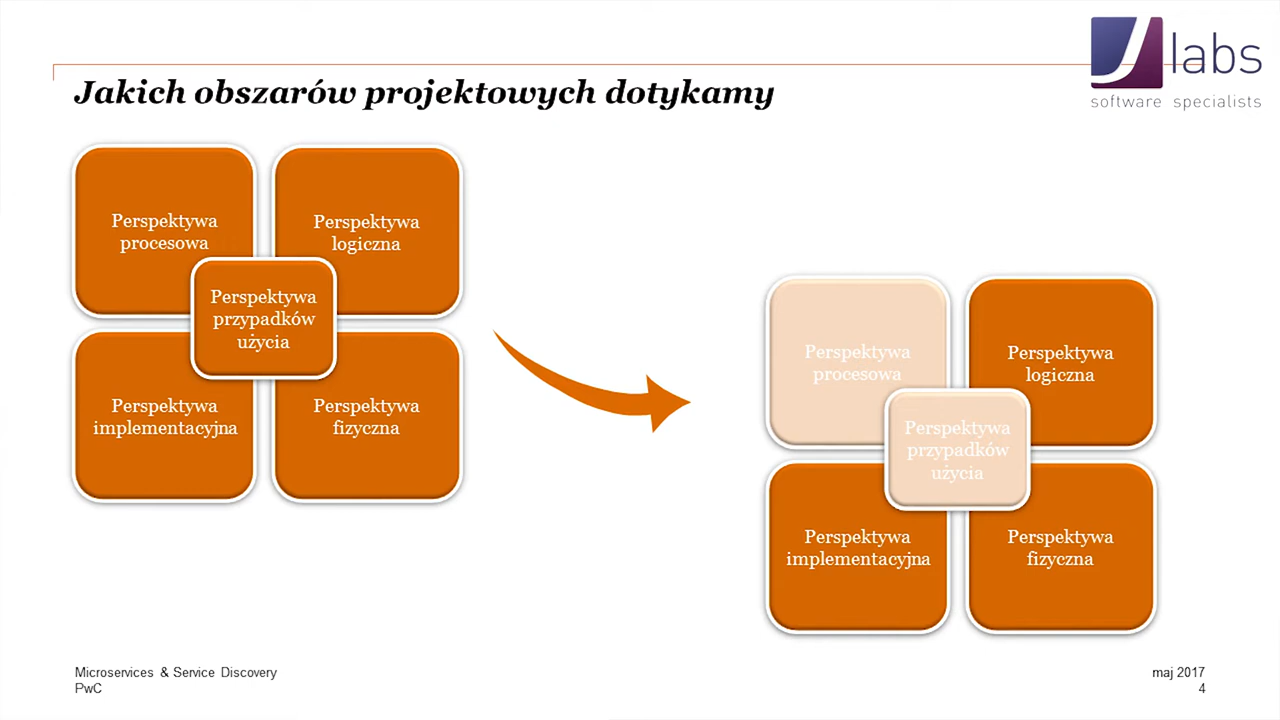 J labs
software specialists
Jakich obszarów projektowych dotykamy
Perspektywa
procesowa
Perspektywa
logiczna
Perspektywa
przypadków
użycia
Perspektywa
implementacyjna
Perspektywa
fizyczna
Perspektywa
procesowa
Perspektywa
logiczna
Perspektywa
przypadków
użycia
Perspektywa
implementacyjna
Perspektywa
fizyczna
Microservices & Service Discovery
PwC
maj 2017
4